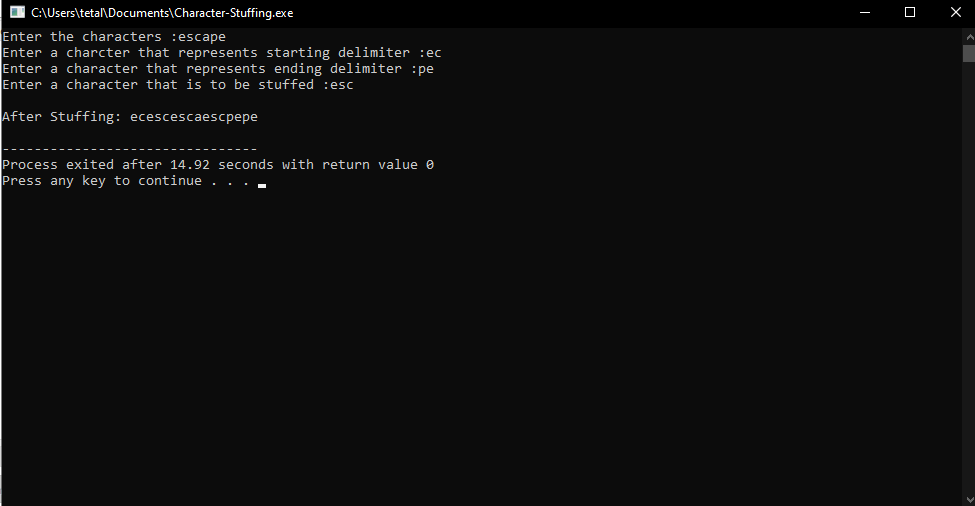 C:\Users\tetal\Documents\Character-Stuffing.exe
Enter the characters :escape
Enter a charcter that represents starting delimiter :ec
Enter a character that represents ending delimiter :pe
Enter a character that is to be stuffed :esc
After Stuffing: ecescescaescpepe
--------------------------------
Process exited after 14.92 seconds with return value 0
Press any key to continue . . .